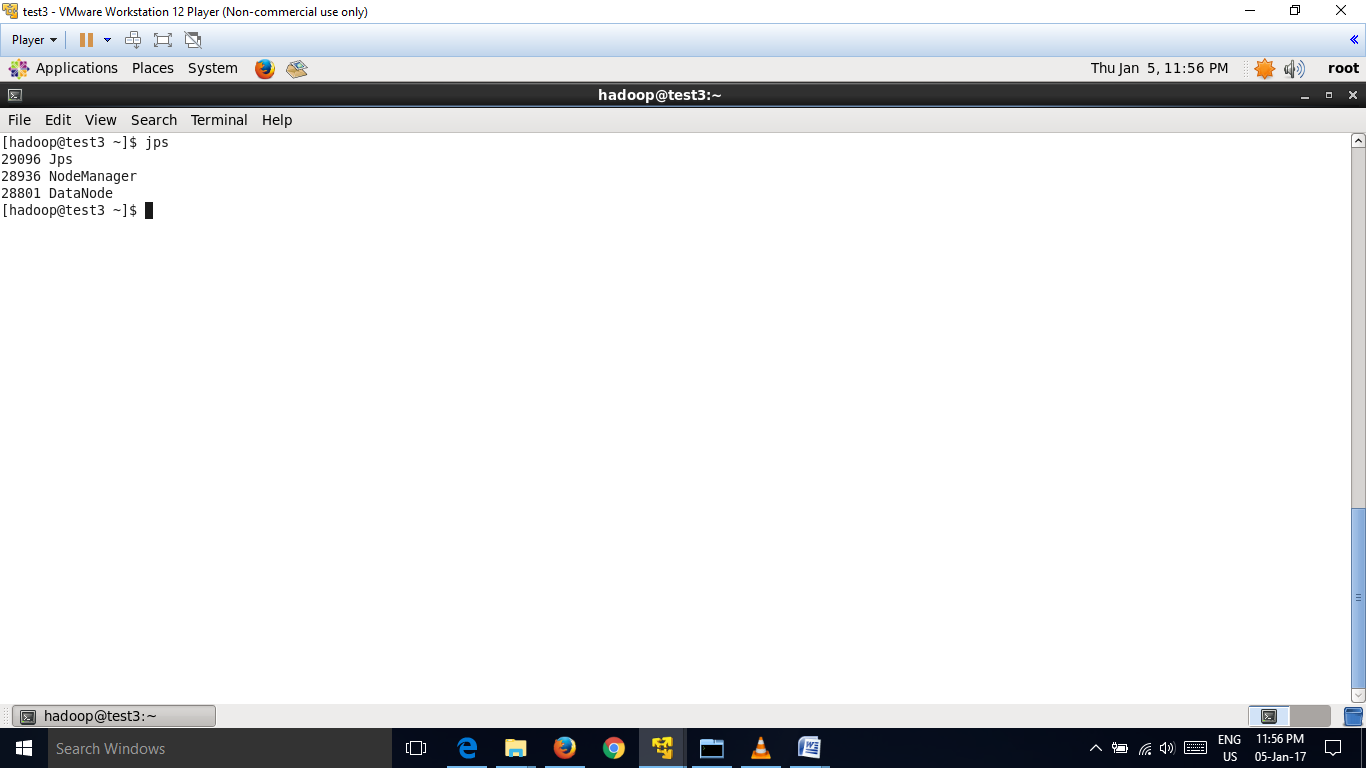 test3 - VMware Workstation 12 Player (Non-commercial use only)
Player
Applications Places System Thu Jan 5, 11:56 PM root
hadoop@test3:~
File Edit View Search Terminal Help
[hadoop@test3 ~]$ jps
29096 Jps
28936 NodeManager
28801 DataNode
[hadoop@test3 ~]$
hadoop@test3:~
Search Windows
ENG
US
11:56 PM
05-Jan-17